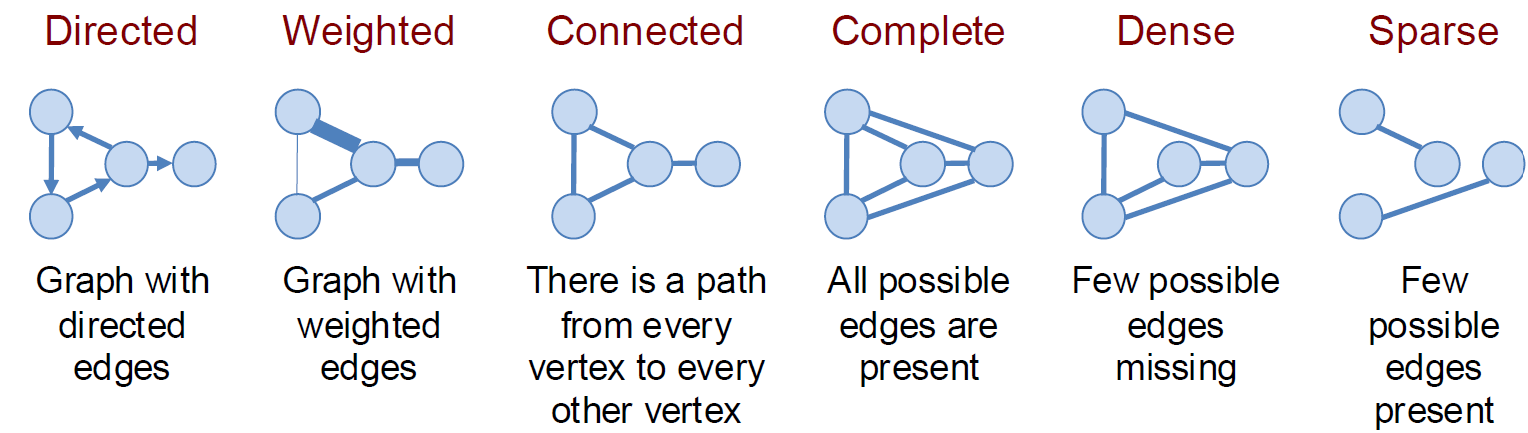 Directed
Weighted
Connected
Complete
Dense
Sparse
Graph with
directed
edges
Graph with
weighted
edges
There is a path
from every
vertex to every
other vertex
All possible
edges are
present
Few possible
edges
missing
Few
possible
edges
present